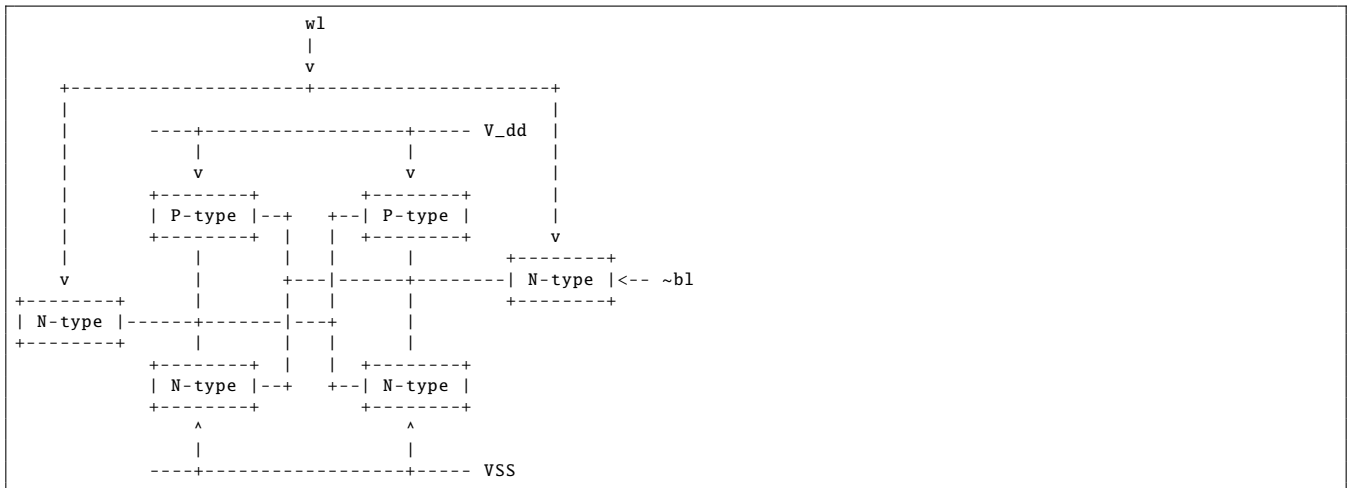 wl
V_dd
P-type P-type
N-type ~bl
N-type
N-type N-type
VSS